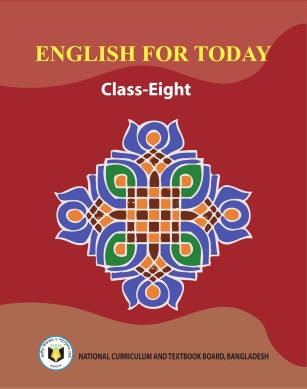 ENGLISH FOR TODAY
Class-Eight
NATIONAL CURRICULUM AND TEXTBOOK BOARD, BANGLADESH